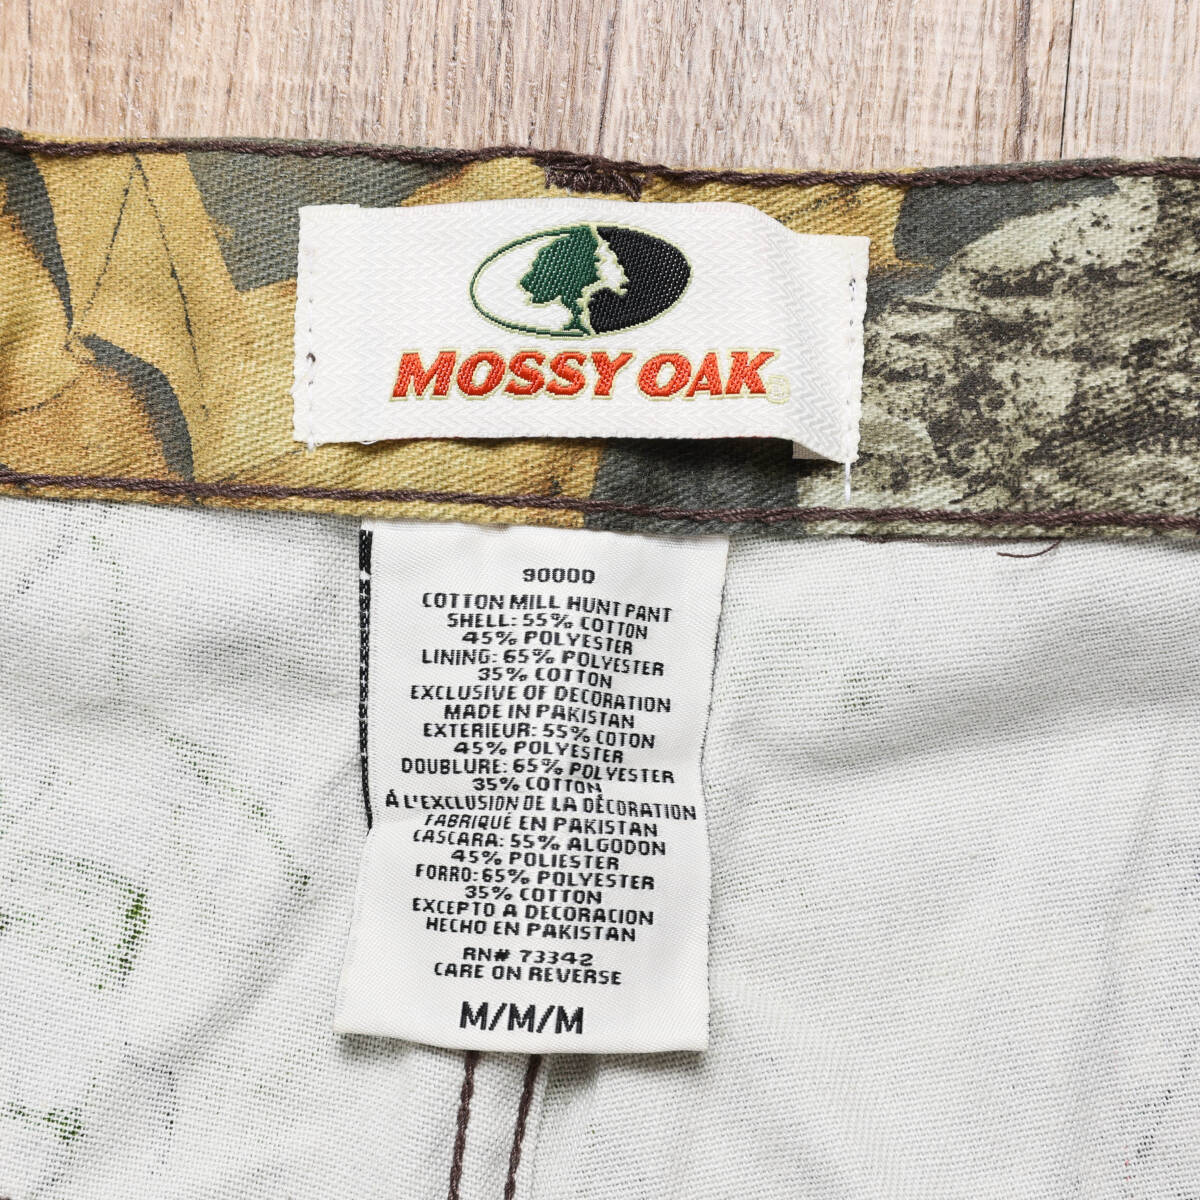 MOSSY OAK
90000
COTTON MILL HUNT PANT
SHELL: 55% COTTON
45% POLYESTER
LINING: 65% POLYESTER
35% COTTON
EXCLUSIVE OF DECORATION
MADE IN PAKISTAN
EXTERIEUR: 55% COTON
45% POLYESTER
DOUBLURE: 65% POLYESTER
35% COTTON
À L'EXCLUSION DE LA DÉCORATION
FABRIQUÉ EN PAKISTAN
CASCARA: 55% ALGODON
45% POLIESTER
FORRO: 65% POLYESTER
35% COTTON
EXCEPTO A DECORACION
HECHO EN PAKISTAN
RN# 73342
CARE ON REVERSE
M/M/M